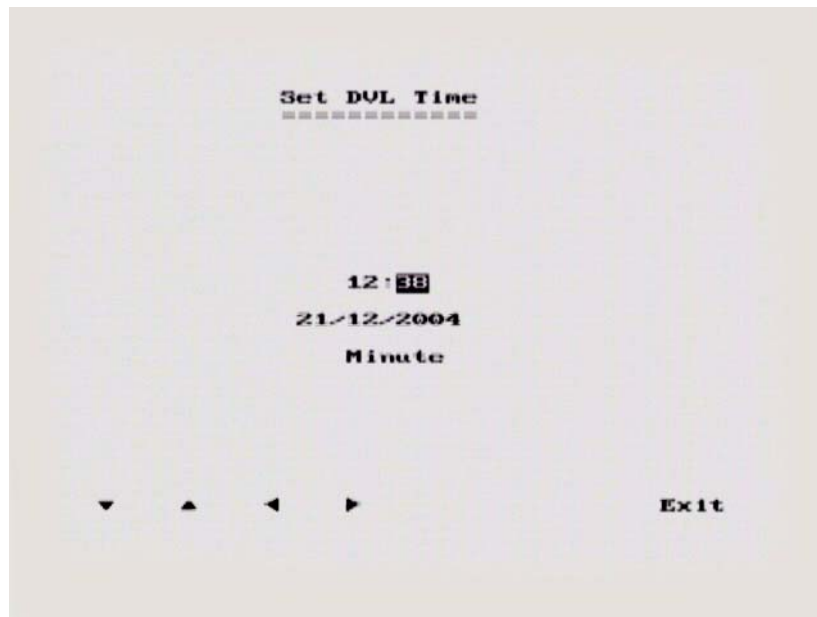 Set DVL Time
============
12:38
21/12/2004
Minute
▼ ▲ ◄ ► Exit